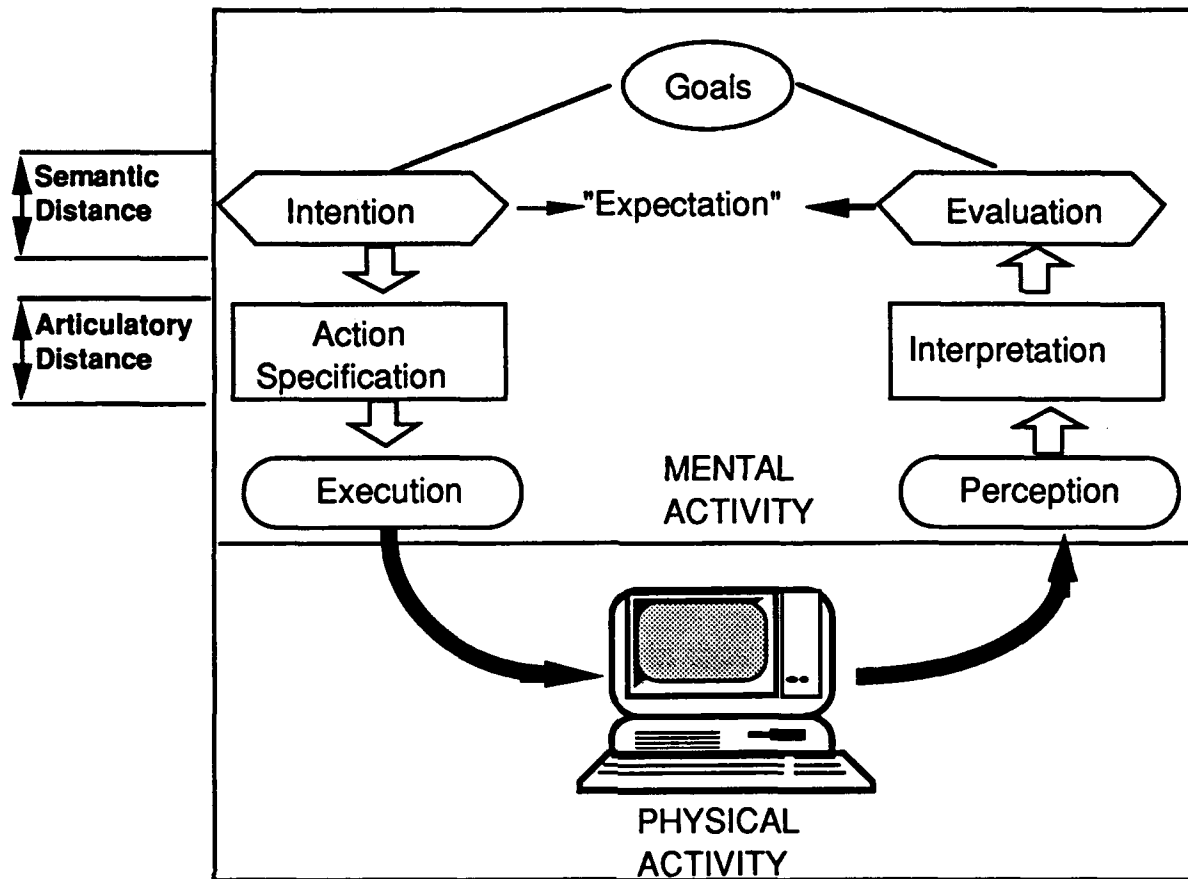 Goals
Semantic
Distance
Intention
"Expectation"
Evaluation
Articulatory
Distance
Action
Specification
Interpretation
Execution
MENTAL
ACTIVITY
Perception
PHYSICAL
ACTIVITY